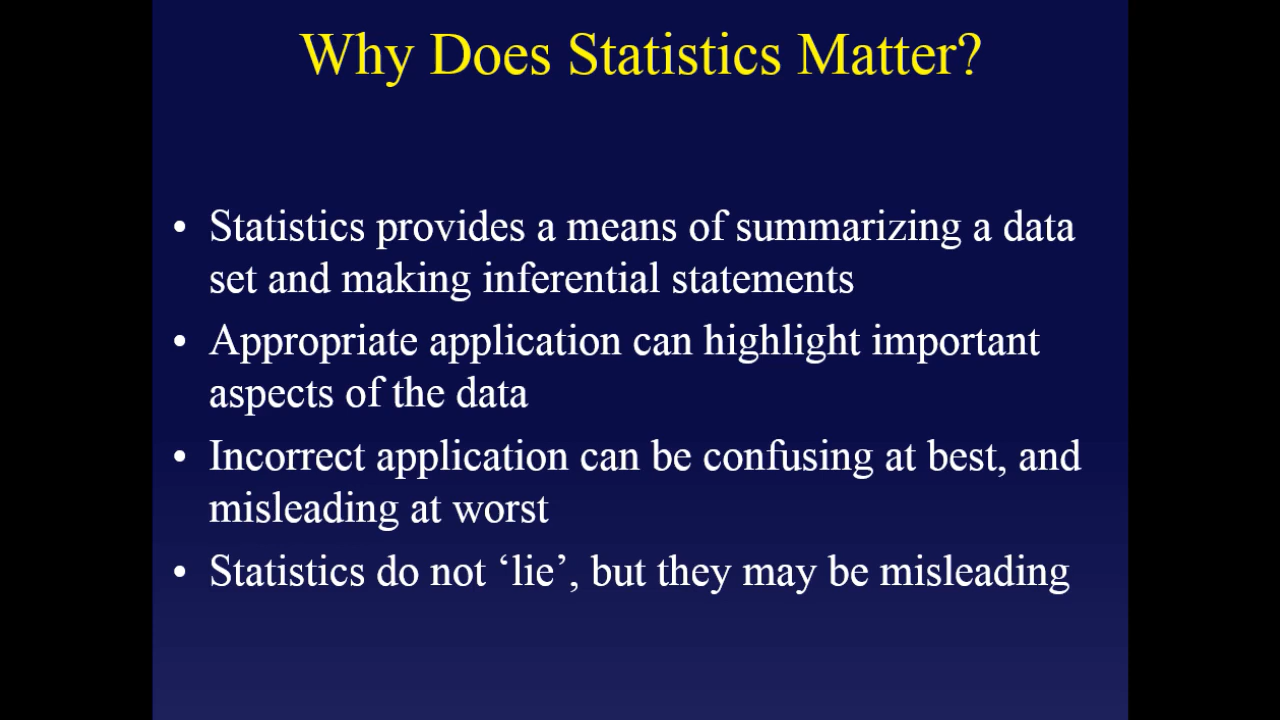 Why Does Statistics Matter?
• Statistics provides a means of summarizing a data
set and making inferential statements
• Appropriate application can highlight important
aspects of the data
• Incorrect application can be confusing at best, and
misleading at worst
• Statistics do not ‘lie’, but they may be misleading